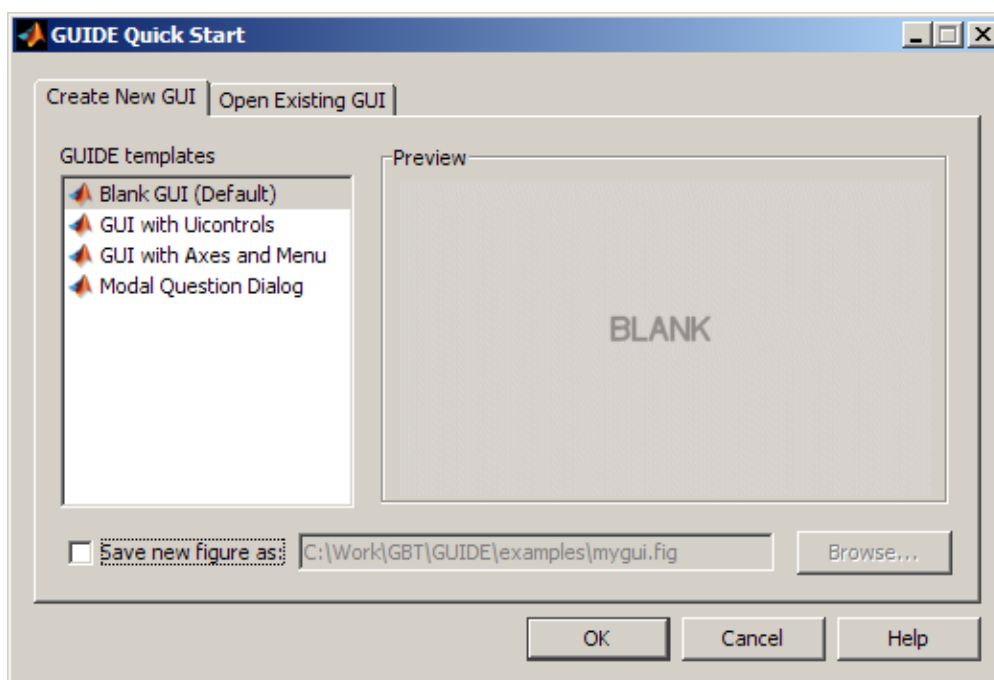 GUIDE Quick Start
Create New GUI
Open Existing GUI
GUIDE templates
Preview
Blank GUI (Default)
GUI with Uicontrols
GUI with Axes and Menu
Modal Question Dialog
BLANK
Save new figure as:
C:\Work\GBT\GUIDE\examples\mygui.fig
Browse...
OK
Cancel
Help